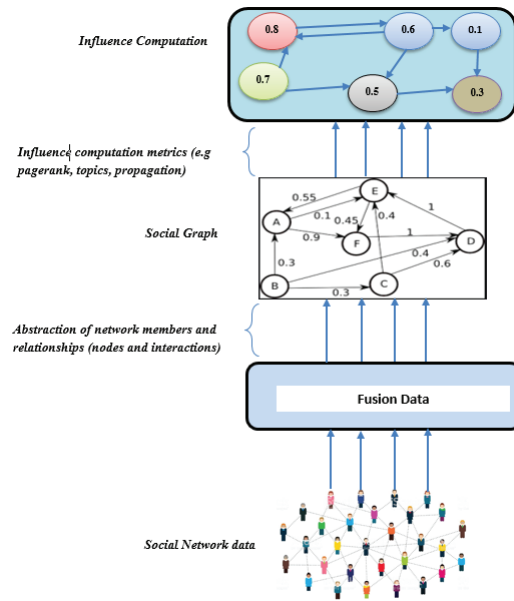 Influence Computation
0.8
0.6
0.1
0.7
0.5
0.3
Influence computation metrics (e.g
pagerank, topics, propagation)
Social Graph
0.55
E
1
A
0.1
0.45
0.4
0.9
F
1
D
0.3
0.4
0.6
B
0.3
C
Abstraction of network members and
relationships (nodes and interactions)
Fusion Data
Social Network data